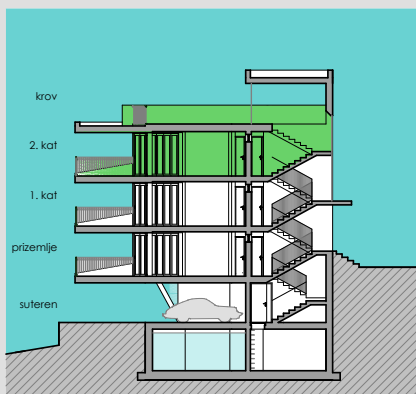 krov
2. kat
1. kat
prizemlje
suteren